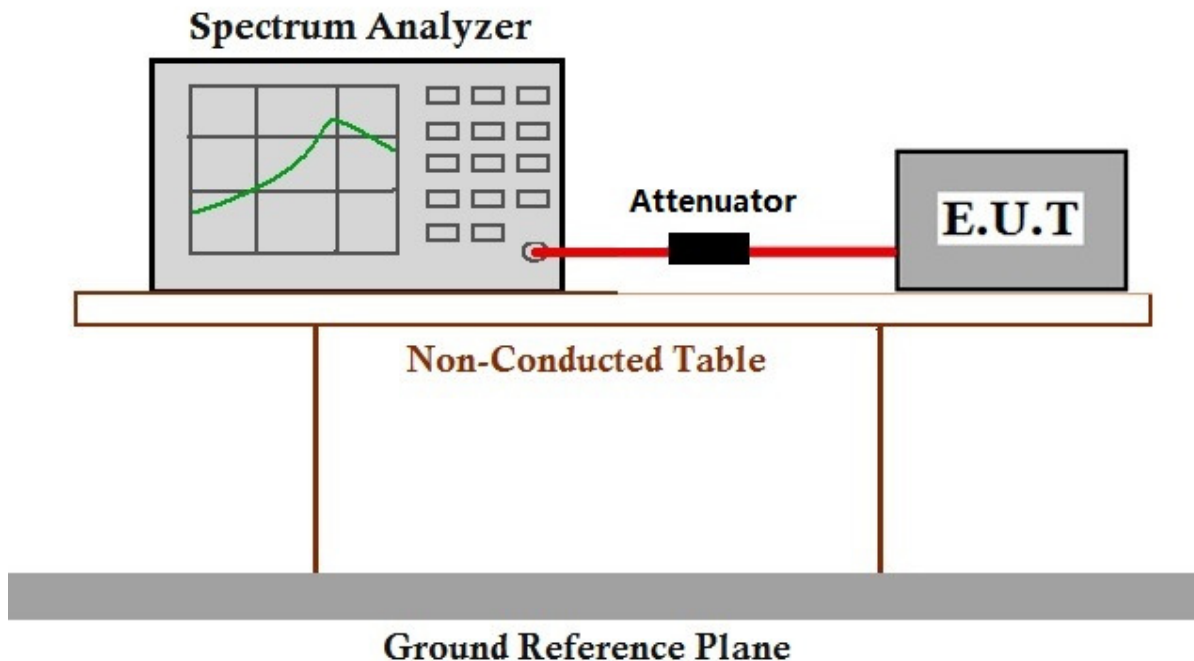 Spectrum Analyzer
Attenuator
E.U.T
Non-Conducted Table
Ground Reference Plane